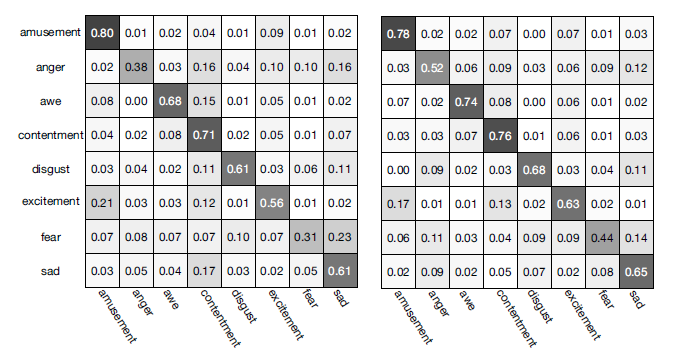 amusement 0.80 0.01 0.02 0.04 0.01 0.09 0.01 0.02 0.78 0.02 0.02 0.07 0.00 0.07 0.01 0.03
anger 0.02 0.38 0.03 0.16 0.04 0.10 0.10 0.16 0.03 0.52 0.06 0.09 0.03 0.06 0.09 0.12
awe 0.08 0.00 0.68 0.15 0.01 0.05 0.01 0.02 0.07 0.02 0.74 0.08 0.00 0.06 0.01 0.02
contentment 0.04 0.02 0.08 0.71 0.02 0.05 0.01 0.07 0.03 0.03 0.07 0.76 0.01 0.06 0.01 0.03
disgust 0.03 0.04 0.02 0.11 0.61 0.03 0.06 0.11 0.00 0.09 0.02 0.03 0.68 0.03 0.04 0.11
excitement 0.21 0.03 0.03 0.12 0.01 0.56 0.01 0.02 0.17 0.01 0.01 0.13 0.02 0.63 0.02 0.01
fear 0.07 0.08 0.07 0.07 0.10 0.07 0.31 0.23 0.06 0.11 0.03 0.04 0.09 0.09 0.44 0.14
sad 0.03 0.05 0.04 0.17 0.03 0.02 0.05 0.61 0.02 0.09 0.02 0.05 0.07 0.02 0.08 0.65
amusement anger awe contentment disgust excitement fear sad amusement anger awe contentment disgust excitement fear sad